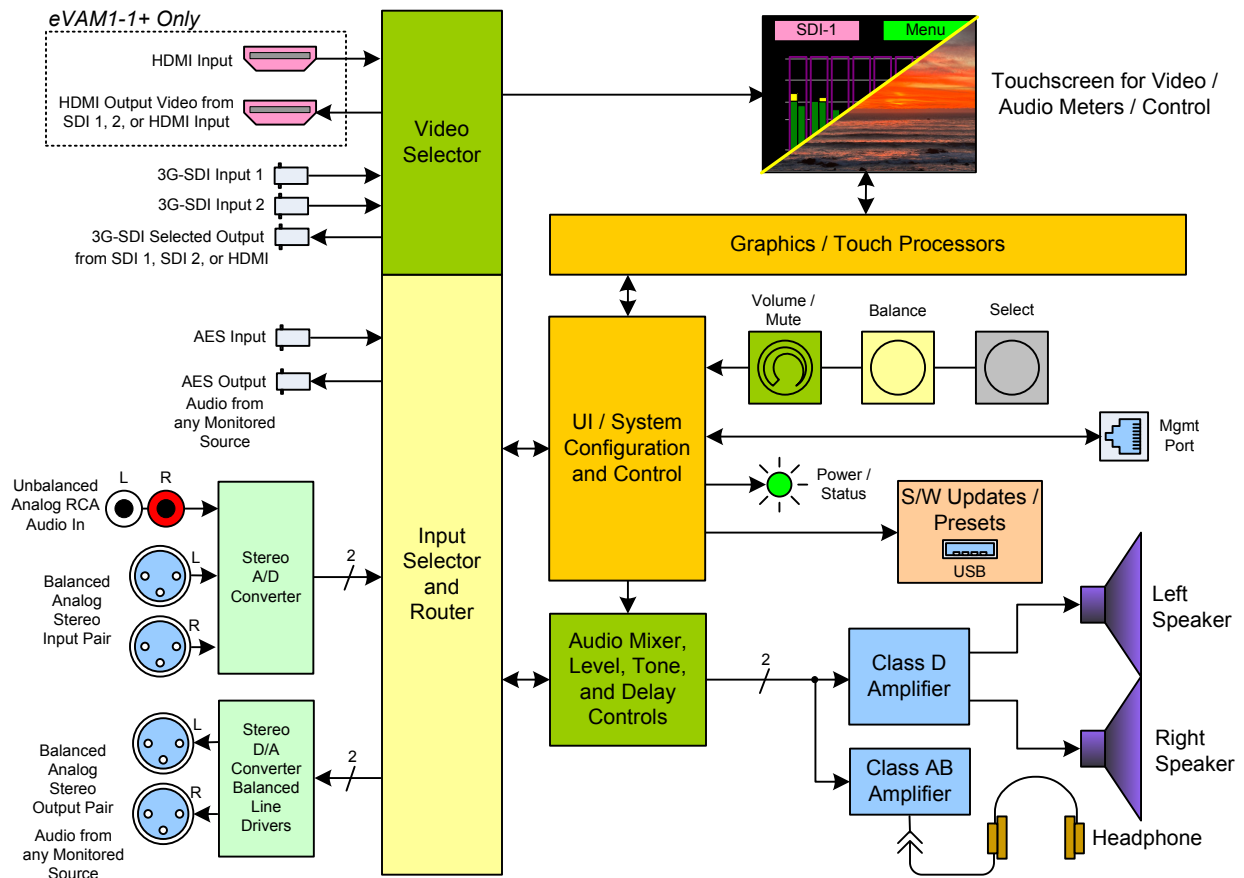 eVAM1-1+ Only
HDMI Input
HDMI Output Video from
SDI 1, 2, or HDMI Input
3G-SDI Input 1
3G-SDI Input 2
3G-SDI Selected Output
from SDI 1, SDI 2, or HDMI
Video
Selector
SDI-1
Menu
Touchscreen for Video /
Audio Meters / Control
Graphics / Touch Processors
AES Input
AES Output
Audio from
any Monitored
Source
Volume /
Mute
Balance
Select
UI / System
Configuration
and Control
Mgmt
Port
Power /
Status
S/W Updates /
Presets
USB
Unbalanced
Analog RCA
Audio In
L
R
Balanced
Analog
Stereo
Input Pair
L
R
Stereo
A/D
Converter
2
Input
Selector
and
Router
Audio Mixer,
Level, Tone,
and Delay
Controls
2
Class D
Amplifier
Left
Speaker
Right
Speaker
Class AB
Amplifier
Headphone
Balanced
Analog
Stereo
Output Pair
L
R
Audio from
any Monitored
Source
Stereo
D/A
Converter
Balanced
Line
Drivers
2